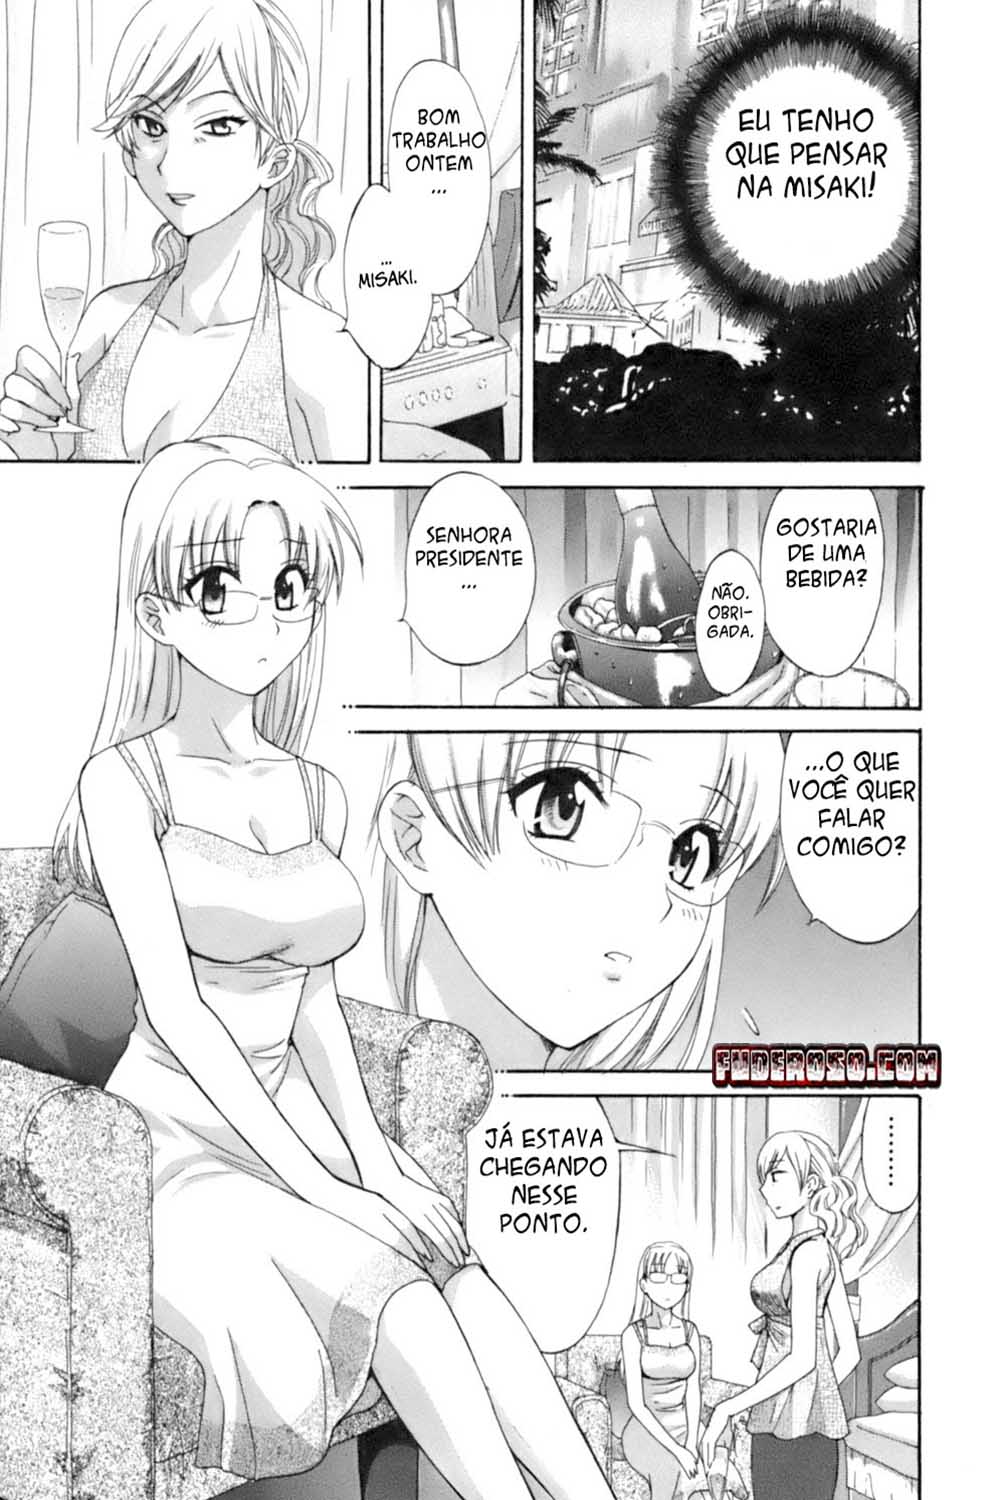 EU TENHO
QUE PENSAR
NA MISAKI!
BOM
TRABALHO
ONTEM
...
...
MISAKI.
GOSTARIA
DE UMA
BEBIDA?
NÃO.
OBRI-
GADA.
SENHORA
PRESIDENTE
...
...O QUE
VOCÊ QUER
FALAR
COMIGO?
FUDEROSO.COM
.........
JÁ ESTAVA
CHEGANDO
NESSE
PONTO.